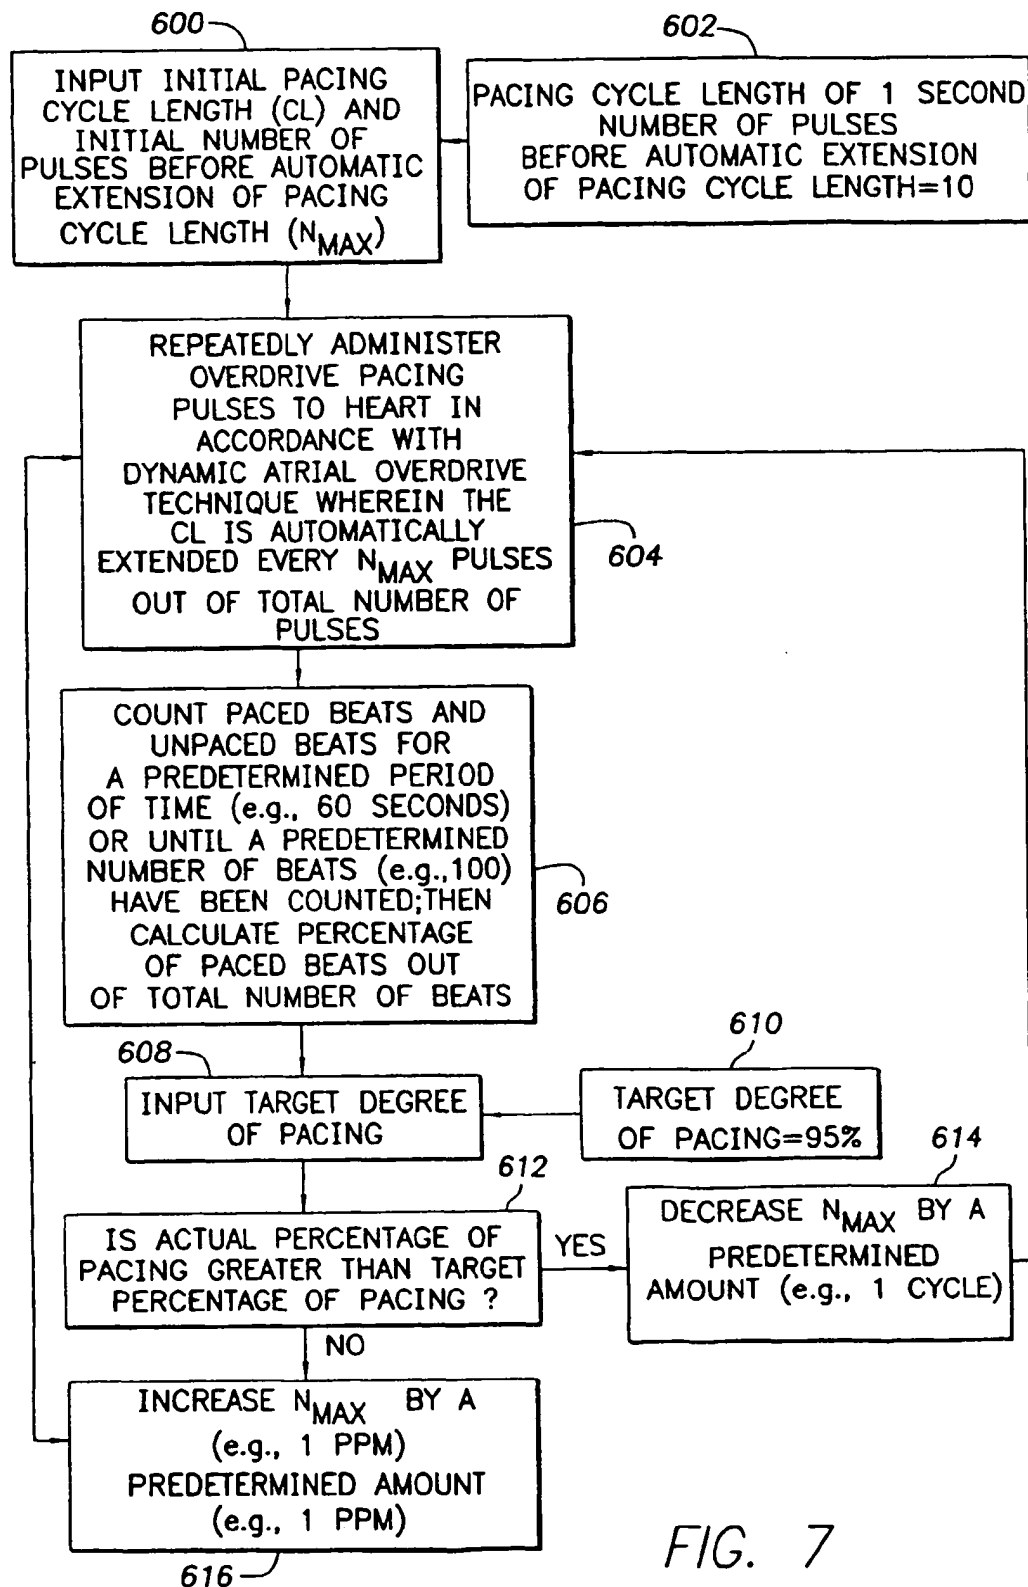 600
INPUT INITIAL PACING
CYCLE LENGTH (CL) AND
INITIAL NUMBER OF
PULSES BEFORE AUTOMATIC
EXTENSION OF PACING
CYCLE LENGTH (NMAX)
602
PACING CYCLE LENGTH OF 1 SECOND
NUMBER OF PULSES
BEFORE AUTOMATIC EXTENSION
OF PACING CYCLE LENGTH=10
REPEATEDLY ADMINISTER
OVERDRIVE PACING
PULSES TO HEART IN
ACCORDANCE WITH
DYNAMIC ATRIAL OVERDRIVE
TECHNIQUE WHEREIN THE
CL IS AUTOMATICALLY
EXTENDED EVERY NMAX PULSES
OUT OF TOTAL NUMBER OF
PULSES
604
COUNT PACED BEATS AND
UNPACED BEATS FOR
A PREDETERMINED PERIOD
OF TIME (e.g., 60 SECONDS)
OR UNTIL A PREDETERMINED
NUMBER OF BEATS (e.g.,100)
HAVE BEEN COUNTED;THEN
CALCULATE PERCENTAGE
OF PACED BEATS OUT
OF TOTAL NUMBER OF BEATS
606
608
INPUT TARGET DEGREE
OF PACING
610
TARGET DEGREE
OF PACING=95%
612
IS ACTUAL PERCENTAGE OF
PACING GREATER THAN TARGET
PERCENTAGE OF PACING ?
YES
614
DECREASE NMAX BY A
PREDETERMINED
AMOUNT (e.g., 1 CYCLE)
NO
INCREASE NMAX BY A
(e.g., 1 PPM)
PREDETERMINED AMOUNT
(e.g., 1 PPM)
616
FIG. 7